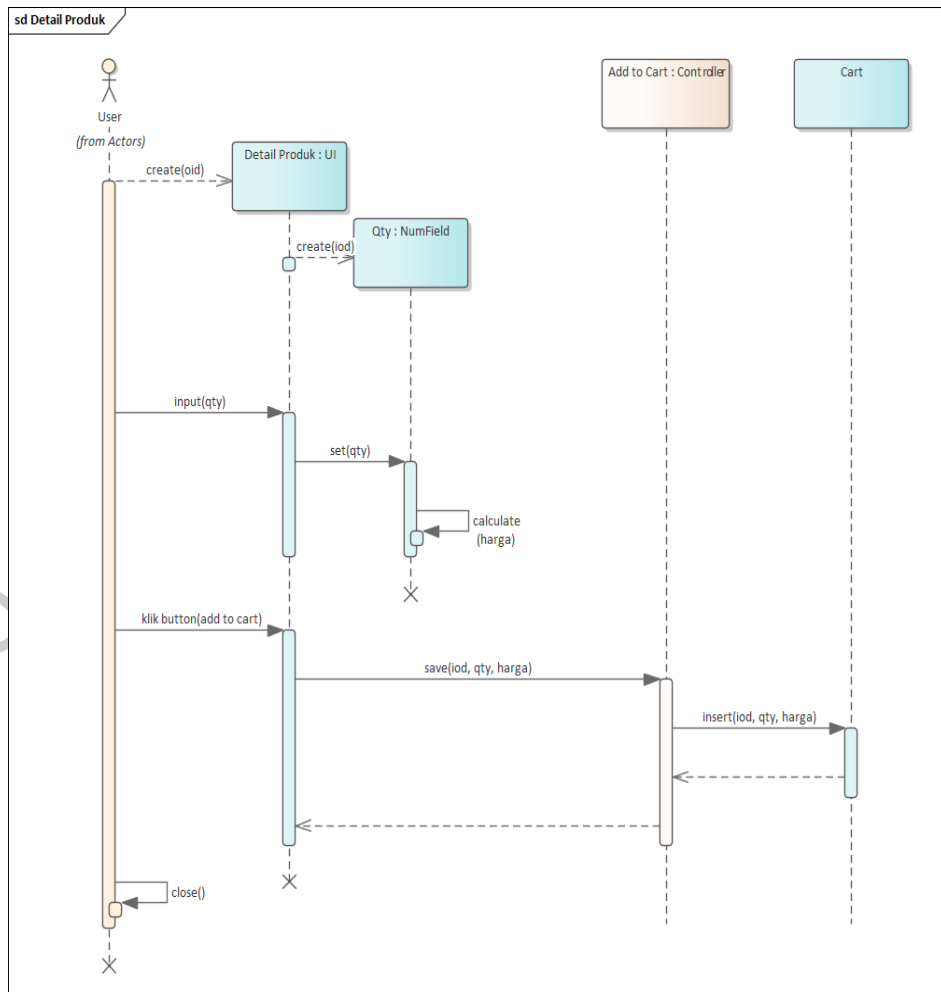 sd Detail Produk
User
(from Actors)
Add to Cart : Controller
Cart
create(oid)
Detail Produk : UI
create(iod)
Qty : NumField
input(qty)
set(qty)
calculate
(harga)
klik button(add to cart)
save(iod, qty, harga)
insert(iod, qty, harga)
close()